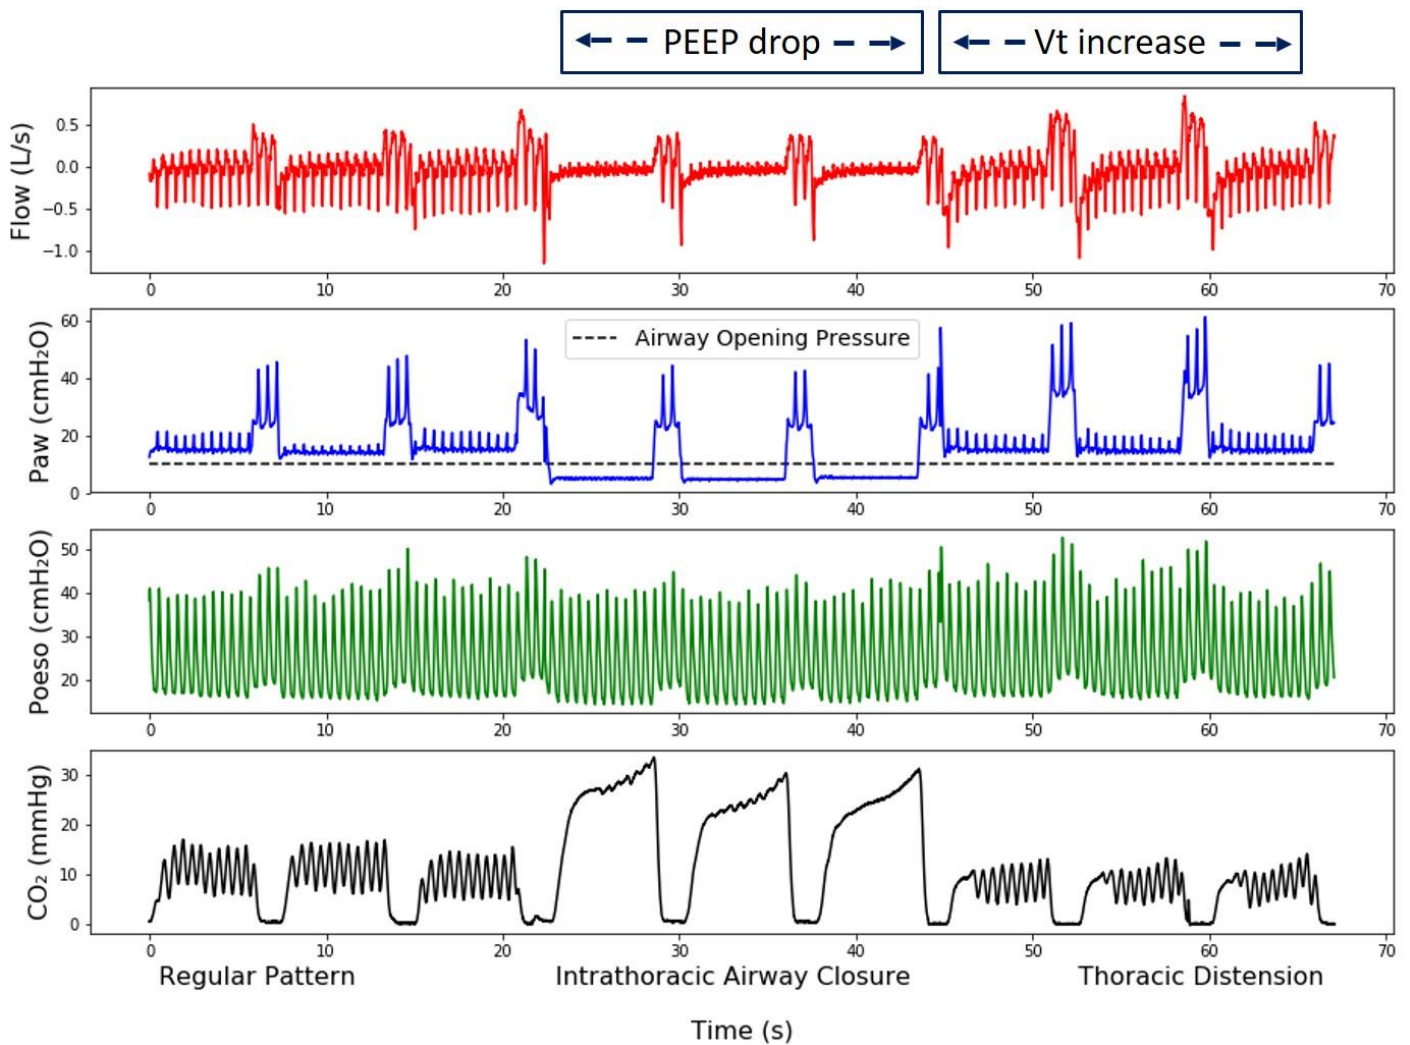 PEEP drop
Vt increase
Flow (L/s)
0.5
0.0
−0.5
−1.0
0 10 20 30 40 50 60 70
Paw (cmH₂O)
60
40
20
0
Airway Opening Pressure
0 10 20 30 40 50 60 70
Poeso (cmH₂O)
50
40
30
20
0 10 20 30 40 50 60 70
CO₂ (mmHg)
30
20
10
0
0 10 20 30 40 50 60 70
Regular Pattern
Intrathoracic Airway Closure
Thoracic Distension
Time (s)